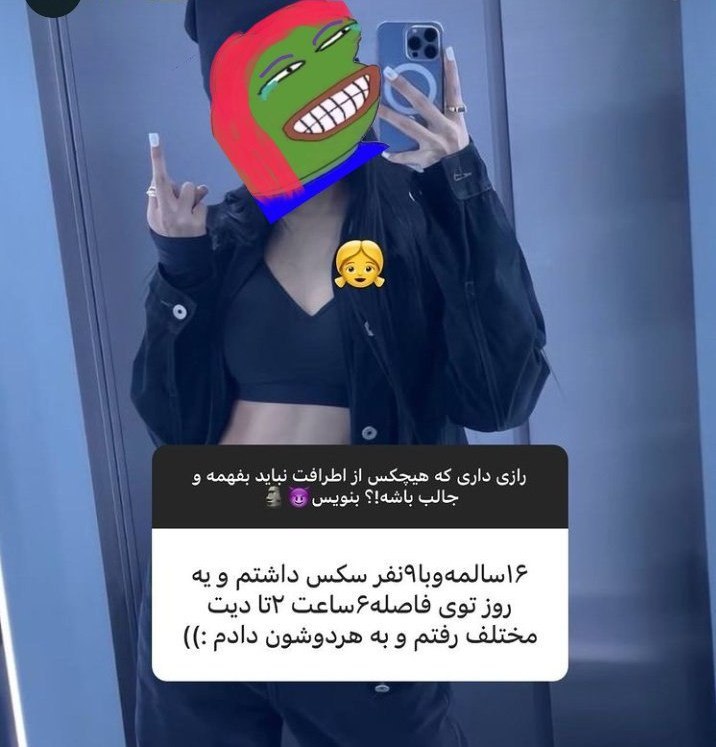 رازی داری که هیچکس از اطرافت نباید بفهمه و
جالب باشه!؟ بنویس😈🗿
۱۶سالمه‌وبا۹نفر سکس داشتم و یه
روز توی فاصله۶ساعت ۲تا دیت
مختلف رفتم و به هردوشون دادم :))